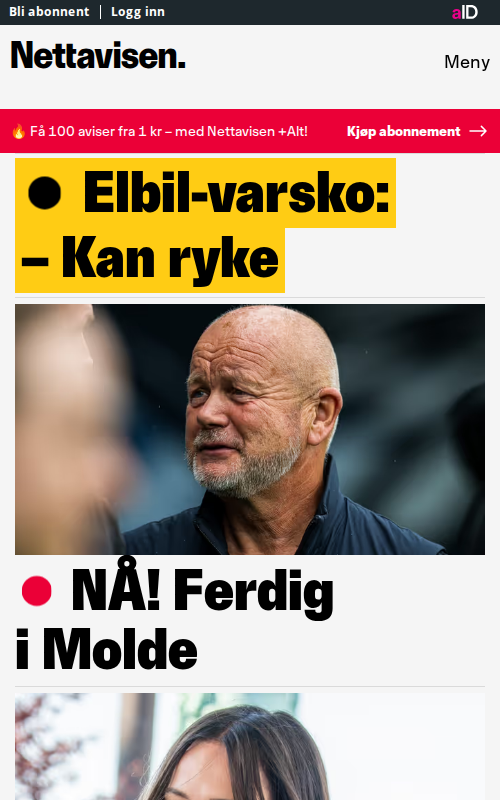 Bli abonnent | Logg inn
aID
Nettavisen.
Meny
🔥 Få 100 aviser fra 1 kr – med Nettavisen +Alt!
Kjøp abonnement →
Elbil-varsko:
– Kan ryke
NÅ! Ferdig
i Molde